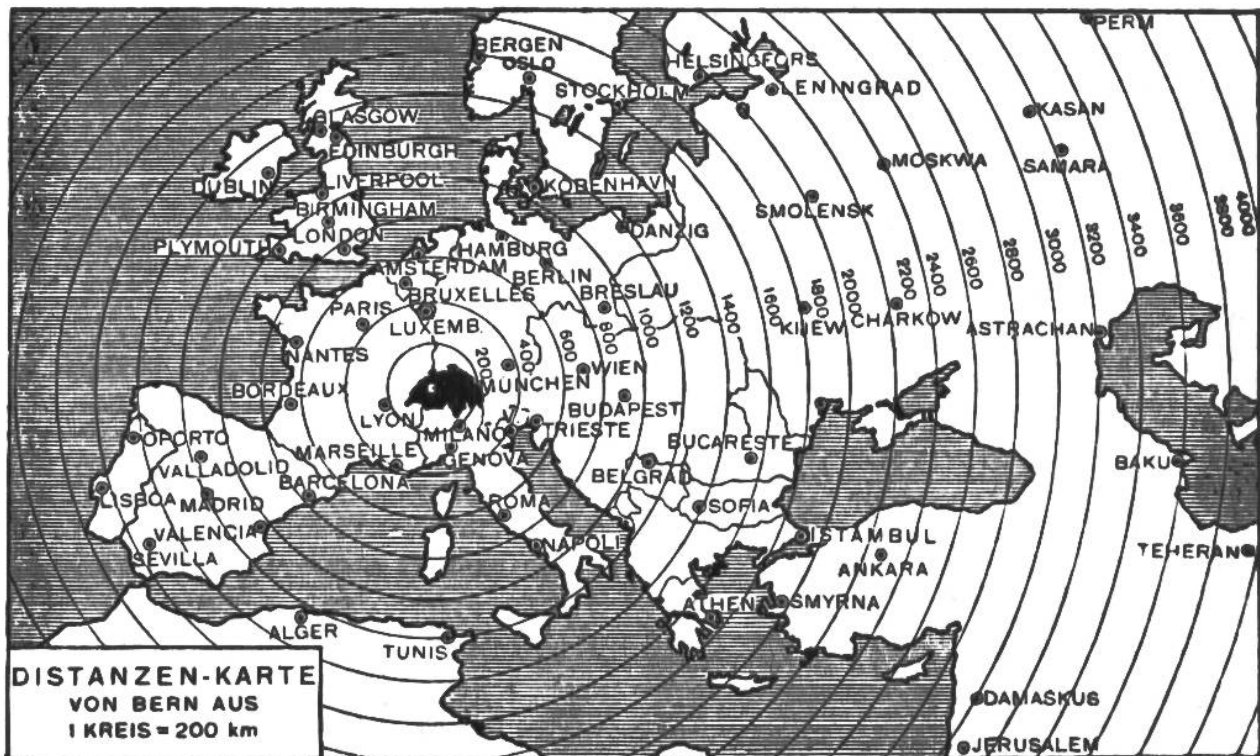 PERM
BERGEN
OSLO
HELSINGFORS
STOCKHOLM
LENINGRAD
KASAN
GLASGOW
EDINBURGH
MOSKWA
SAMARA
DUBLIN
LIVERPOOL
KOBENHAVN
BIRMINGHAM
SMOLENSK
LONDON
PLYMOUTH
HAMBURG
DANZIG
AMSTERDAM
BERLIN
BRUXELLES
BRESLAU
PARIS
LUXEMB.
KIJEW
CHARKOW
ASTRACHAN
NANTES
200
400
600
800
1000
1200
1400
1600
1800
2000
2200
2400
2600
2800
3000
3200
3400
3600
3800
4000
WIEN
MÜNCHEN
BORDEAUX
BUDAPEST
LYON
MILANO
TRIESTE
OPORTO
BUCAREST
MARSEILLE
GENOVA
VALLADOLID
BELGRAD
BAKU
BARCELONA
LISBOA
MADRID
ROMA
SOFIA
VALENCIA
SEVILLA
NAPOLI
ISTAMBUL
TEHERAN
ANKARA
ATHEN
SMYRNA
ALGER
TUNIS
DISTANZEN-KARTE
VON BERN AUS
1 KREIS = 200 km
DAMASKUS
JERUSALEM